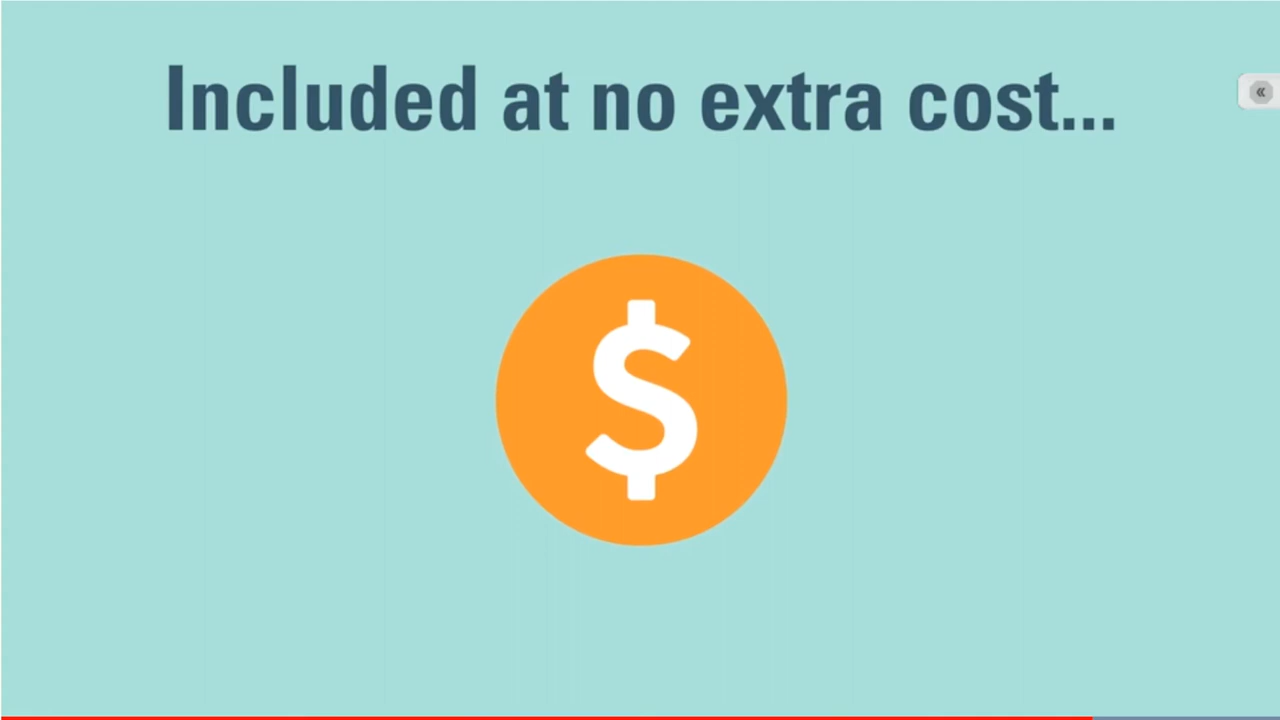 Included at no extra cost...
$
«